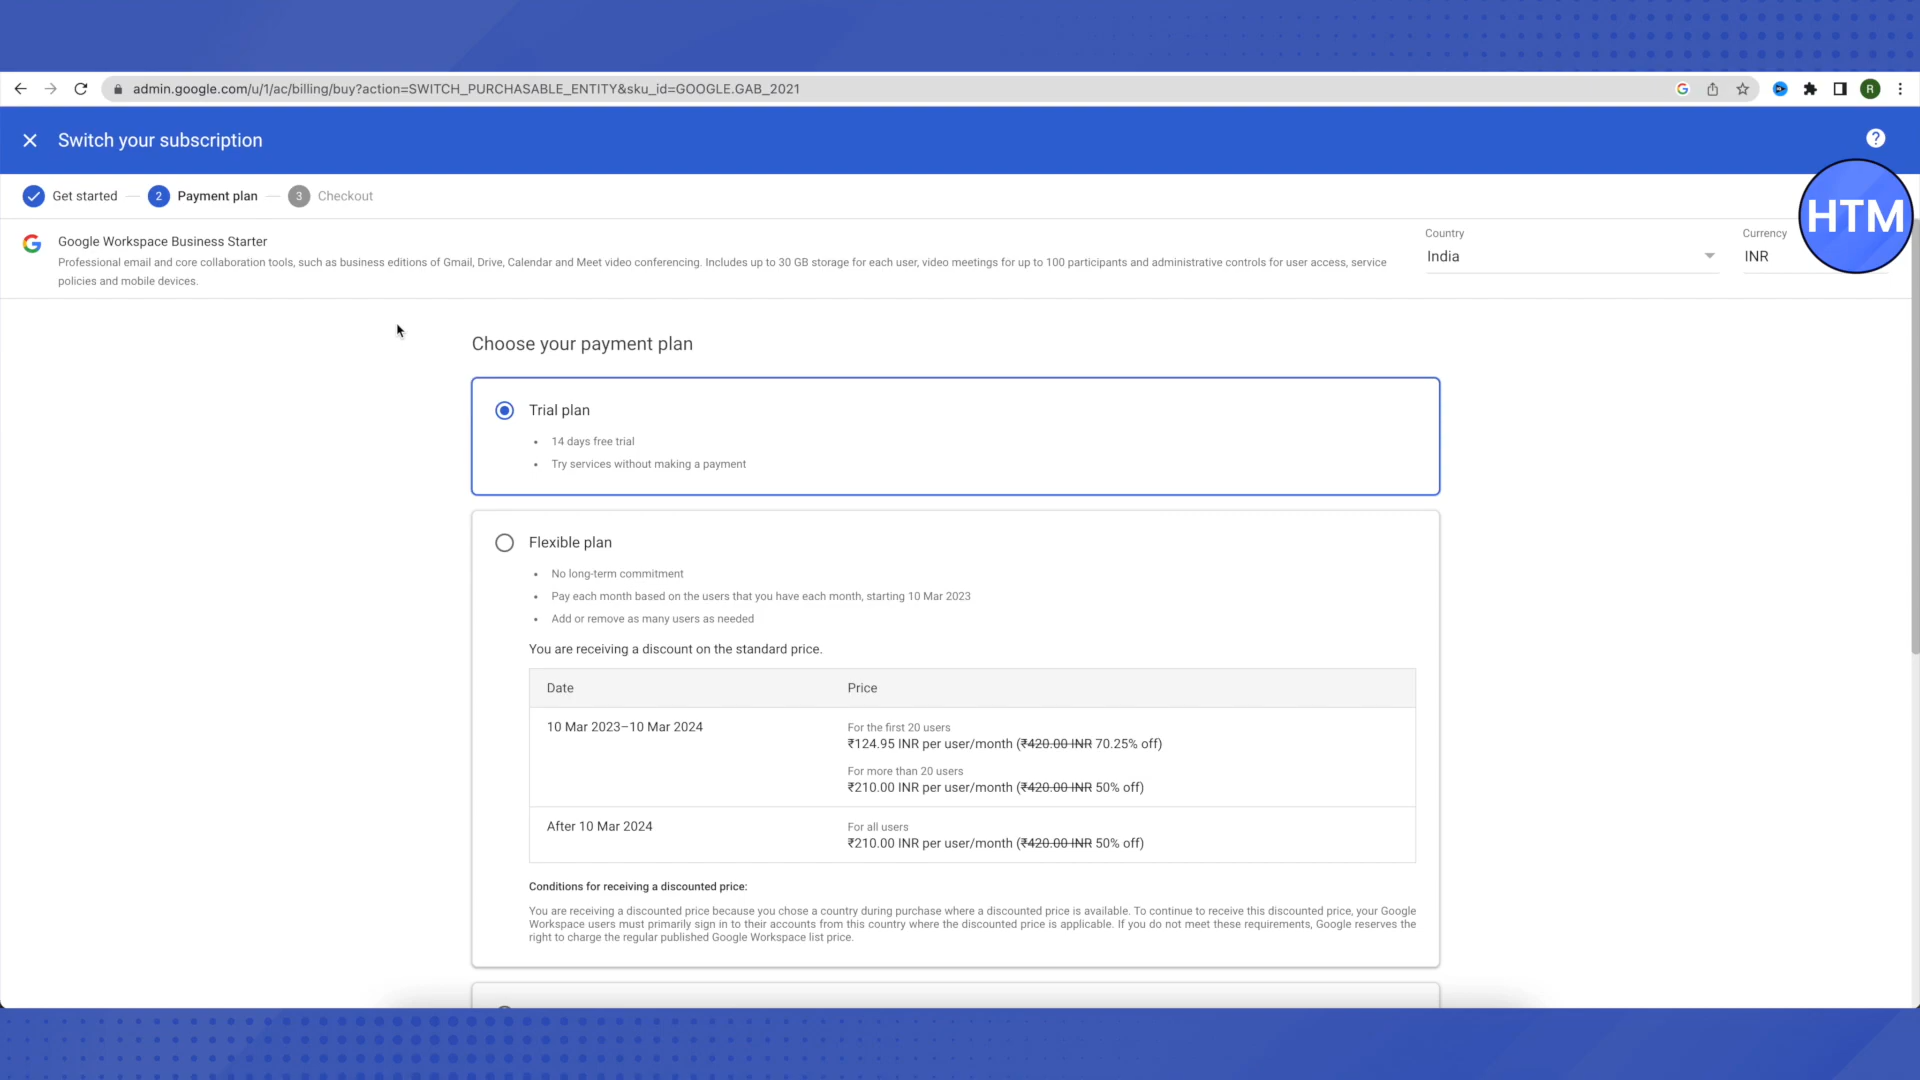 admin.google.com/u/1/ac/billing/buy?action=SWITCH_PURCHASABLE_ENTITY&sku_id=GOOGLE.GAB_2021
R
Switch your subscription
?
HTM
Get started
2 Payment plan
3 Checkout
Google Workspace Business Starter
Professional email and core collaboration tools, such as business editions of Gmail, Drive, Calendar and Meet video conferencing. Includes up to 30 GB storage for each user, video meetings for up to 100 participants and administrative controls for user access, service
policies and mobile devices.
Country
India
Currency
INR
Choose your payment plan
Trial plan
• 14 days free trial
• Try services without making a payment
Flexible plan
• No long-term commitment
• Pay each month based on the users that you have each month, starting 10 Mar 2023
• Add or remove as many users as needed
You are receiving a discount on the standard price.
Date Price
10 Mar 2023–10 Mar 2024
For the first 20 users
₹124.95 INR per user/month (₹420.00 INR 70.25% off)
For more than 20 users
₹210.00 INR per user/month (₹420.00 INR 50% off)
After 10 Mar 2024
For all users
₹210.00 INR per user/month (₹420.00 INR 50% off)
Conditions for receiving a discounted price:
You are receiving a discounted price because you chose a country during purchase where a discounted price is available. To continue to receive this discounted price, your Google
Workspace users must primarily sign in to their accounts from this country where the discounted price is applicable. If you do not meet these requirements, Google reserves the
right to charge the regular published Google Workspace list price.